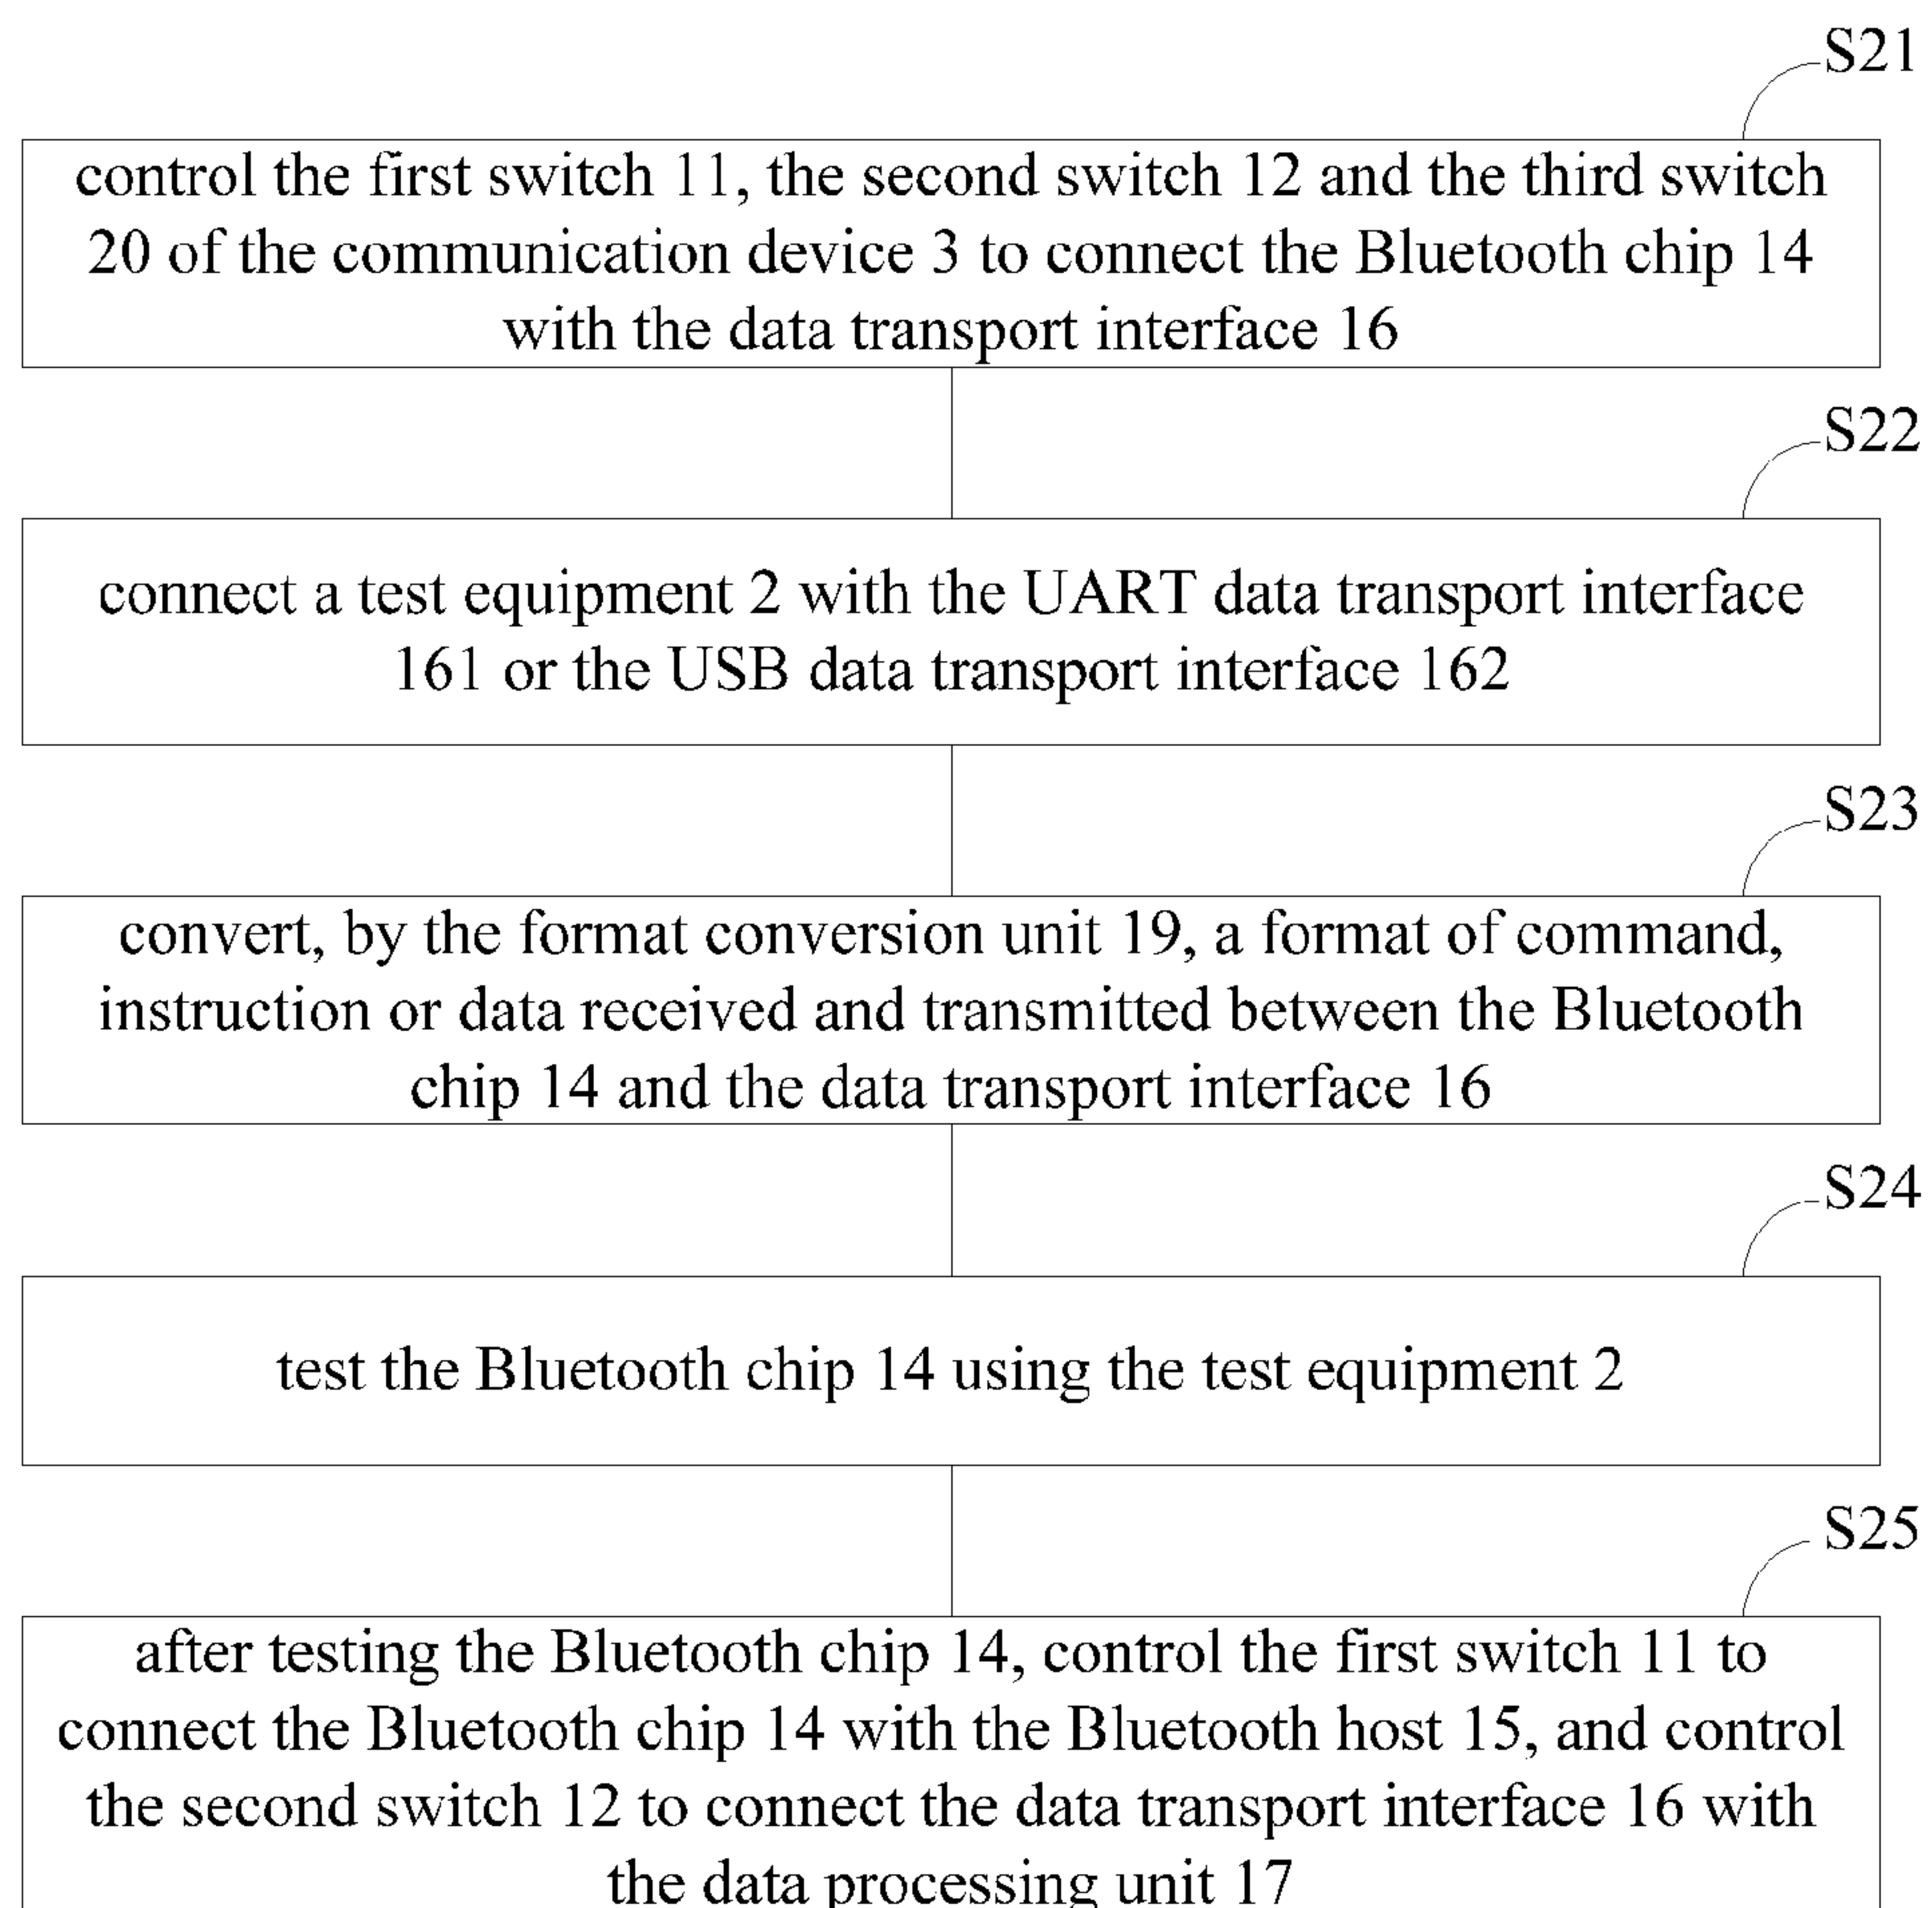 S21
control the first switch 11, the second switch 12 and the third switch
20 of the communication device 3 to connect the Bluetooth chip 14
with the data transport interface 16
S22
connect a test equipment 2 with the UART data transport interface
161 or the USB data transport interface 162
S23
convert, by the format conversion unit 19, a format of command,
instruction or data received and transmitted between the Bluetooth
chip 14 and the data transport interface 16
S24
test the Bluetooth chip 14 using the test equipment 2
S25
after testing the Bluetooth chip 14, control the first switch 11 to
connect the Bluetooth chip 14 with the Bluetooth host 15, and control
the second switch 12 to connect the data transport interface 16 with
the data processing unit 17